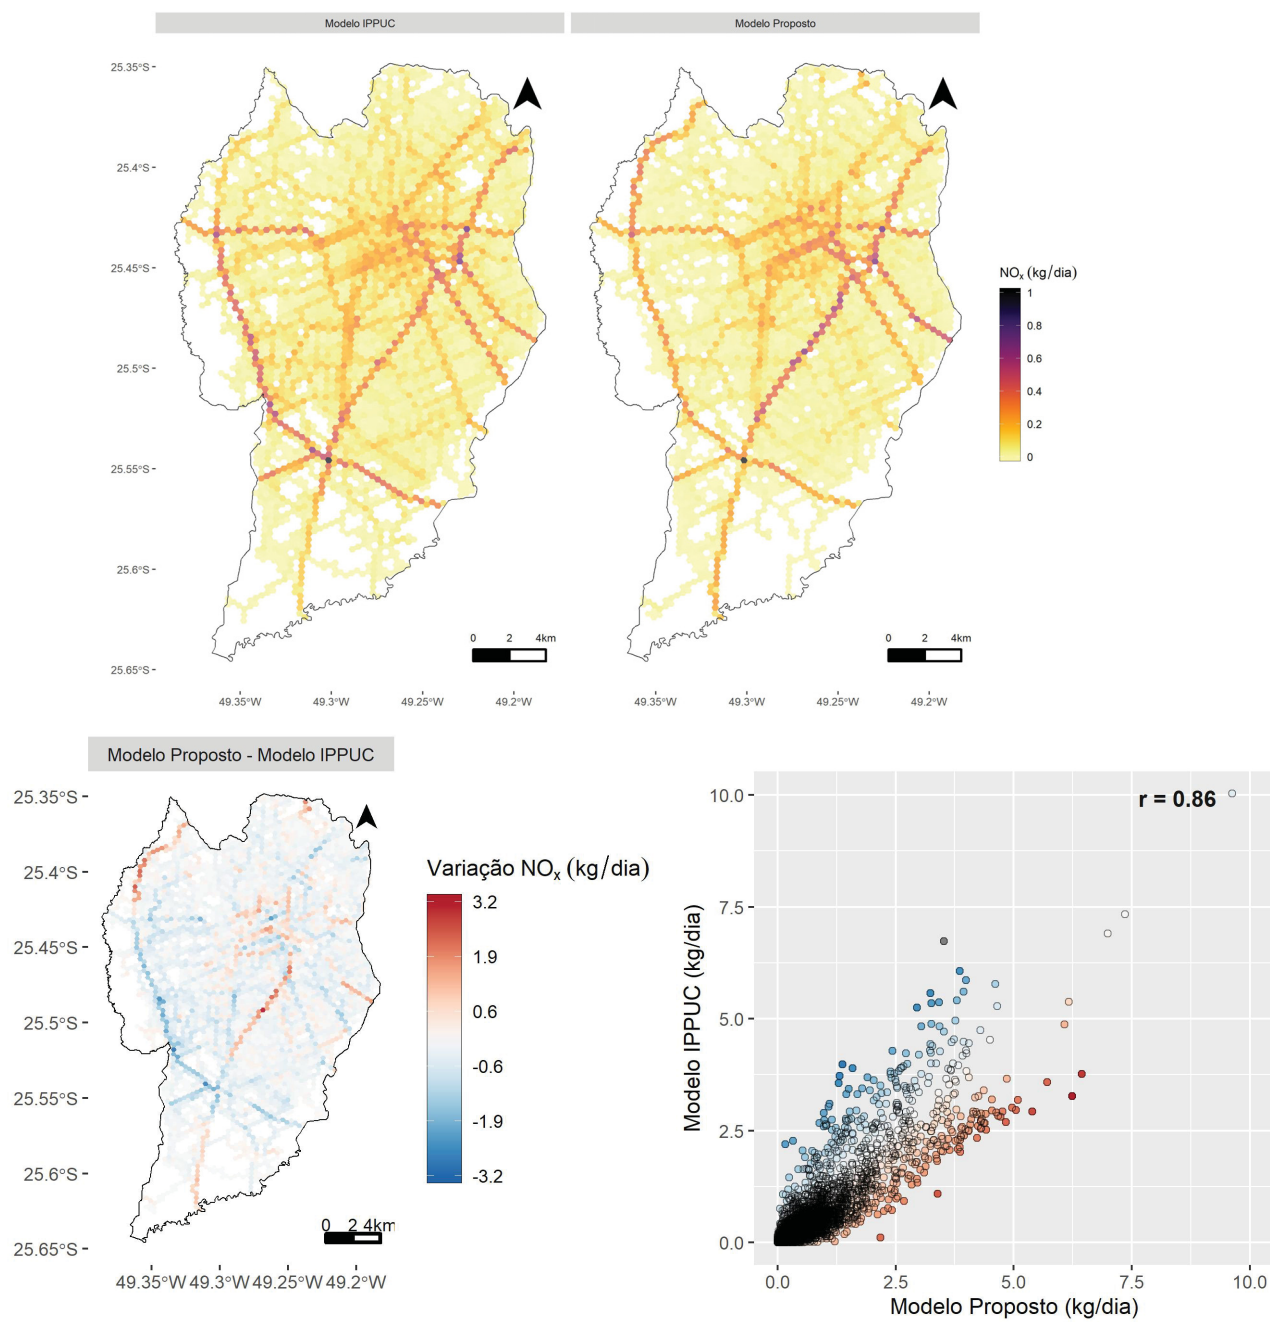 Modelo IPPUC
Modelo Proposto
25.35°S
25.4°S
25.45°S
25.5°S
25.55°S
25.6°S
25.65°S
0 2 4km
0 2 4km
49.35°W 49.3°W 49.25°W 49.2°W
49.35°W 49.3°W 49.25°W 49.2°W
NOₓ (kg/dia)
1
0.8
0.6
0.4
0.2
0
Modelo Proposto - Modelo IPPUC
25.35°S
25.4°S
25.45°S
25.5°S
25.55°S
25.6°S
25.65°S
0 2 4km
49.35°W 49.3°W 49.25°W 49.2°W
Variação NOₓ (kg/dia)
3.2
1.9
0.6
-0.6
-1.9
-3.2
r = 0.86
Modelo IPPUC (kg/dia)
10.0
7.5
5.0
2.5
0.0
0.0 2.5 5.0 7.5 10.0
Modelo Proposto (kg/dia)